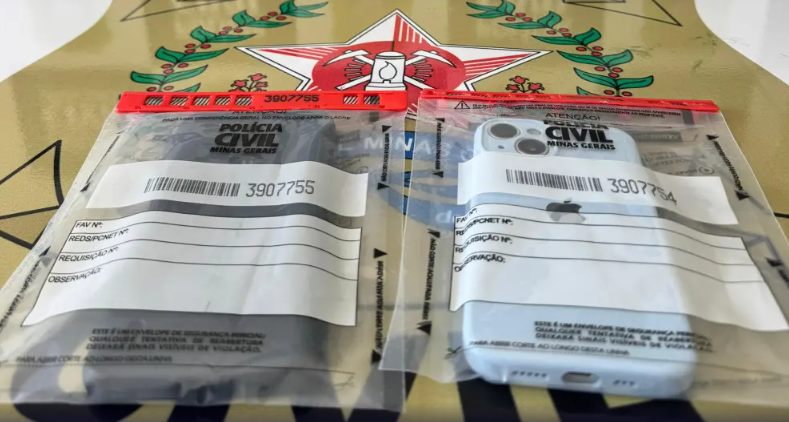 3907755
POLÍCIA
CIVIL
MINAS GERAIS
3907755
FAV Nº:
REDS/PCNET Nº:
REQUISIÇÃO Nº:
OBSERVAÇÃO:
ESTE É UM ENVELOPE DE SEGURANÇA
QUALQUER TENTATIVA DE REABERTURA
DEIXARÁ SINAIS VISÍVEIS DE VIOLAÇÃO.
PARA ABRIR CORTE AO LONGO DESTA LINHA
ATENÇÃO!
POLÍCIA
CIVIL
MINAS GERAIS
3907754
FAV Nº:
REDS/PCNET Nº:
REQUISIÇÃO Nº:
OBSERVAÇÃO:
ESTE É UM ENVELOPE DE SEGURANÇA
QUALQUER TENTATIVA DE REABERTURA
DEIXARÁ SINAIS VISÍVEIS DE VIOLAÇÃO.
PARA ABRIR CORTE AO LONGO DESTA LINHA
MINAS